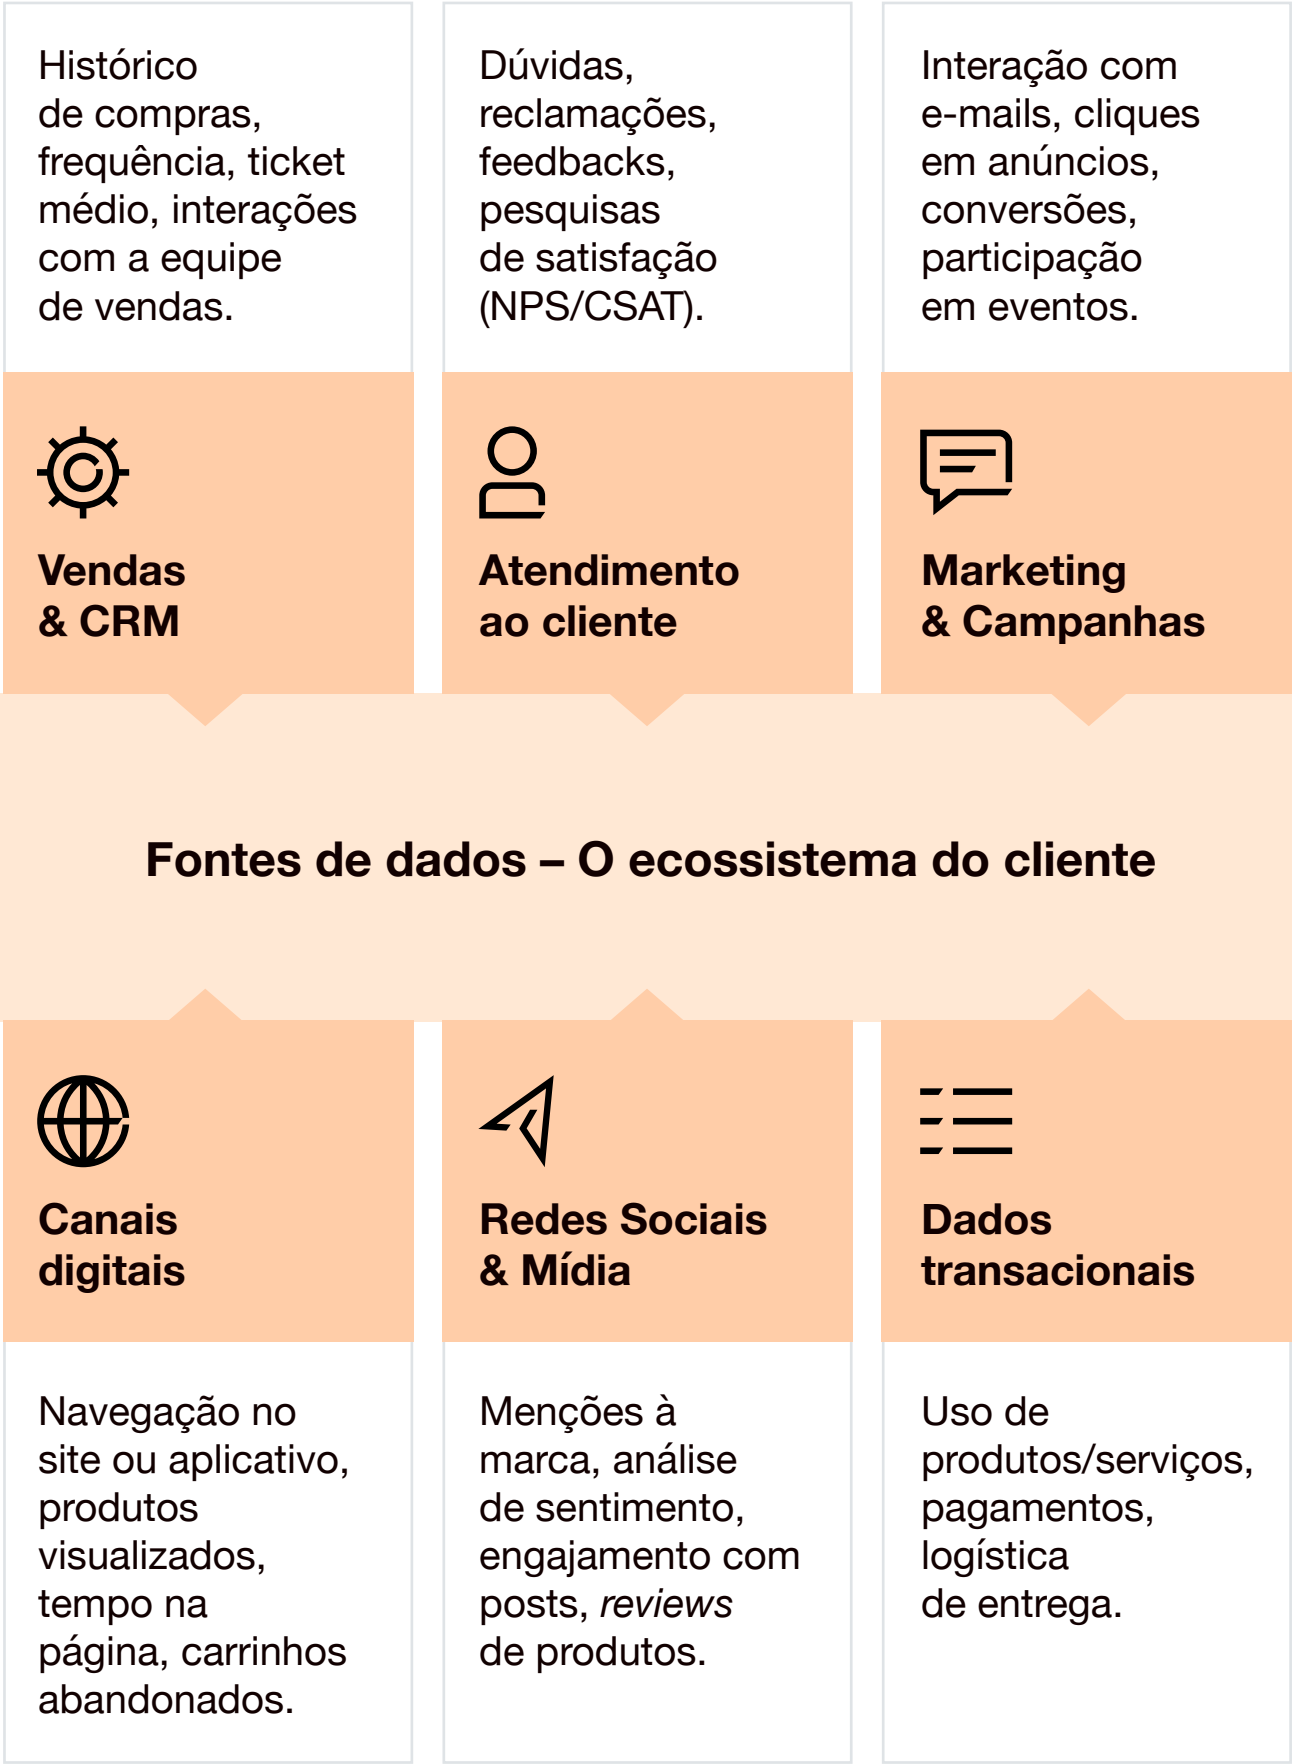 Histórico
de compras,
frequência, ticket
médio, interações
com a equipe
de vendas.
Vendas
& CRM
Dúvidas,
reclamações,
feedbacks,
pesquisas
de satisfação
(NPS/CSAT).
Atendimento
ao cliente
Interação com
e-mails, cliques
em anúncios,
conversões,
participação
em eventos.
Marketing
& Campanhas
Fontes de dados – O ecossistema do cliente
Canais
digitais
Navegação no
site ou aplicativo,
produtos
visualizados,
tempo na
página, carrinhos
abandonados.
Redes Sociais
& Mídia
Menções à
marca, análise
de sentimento,
engajamento com
posts, reviews
de produtos.
Dados
transacionais
Uso de
produtos/serviços,
pagamentos,
logística
de entrega.